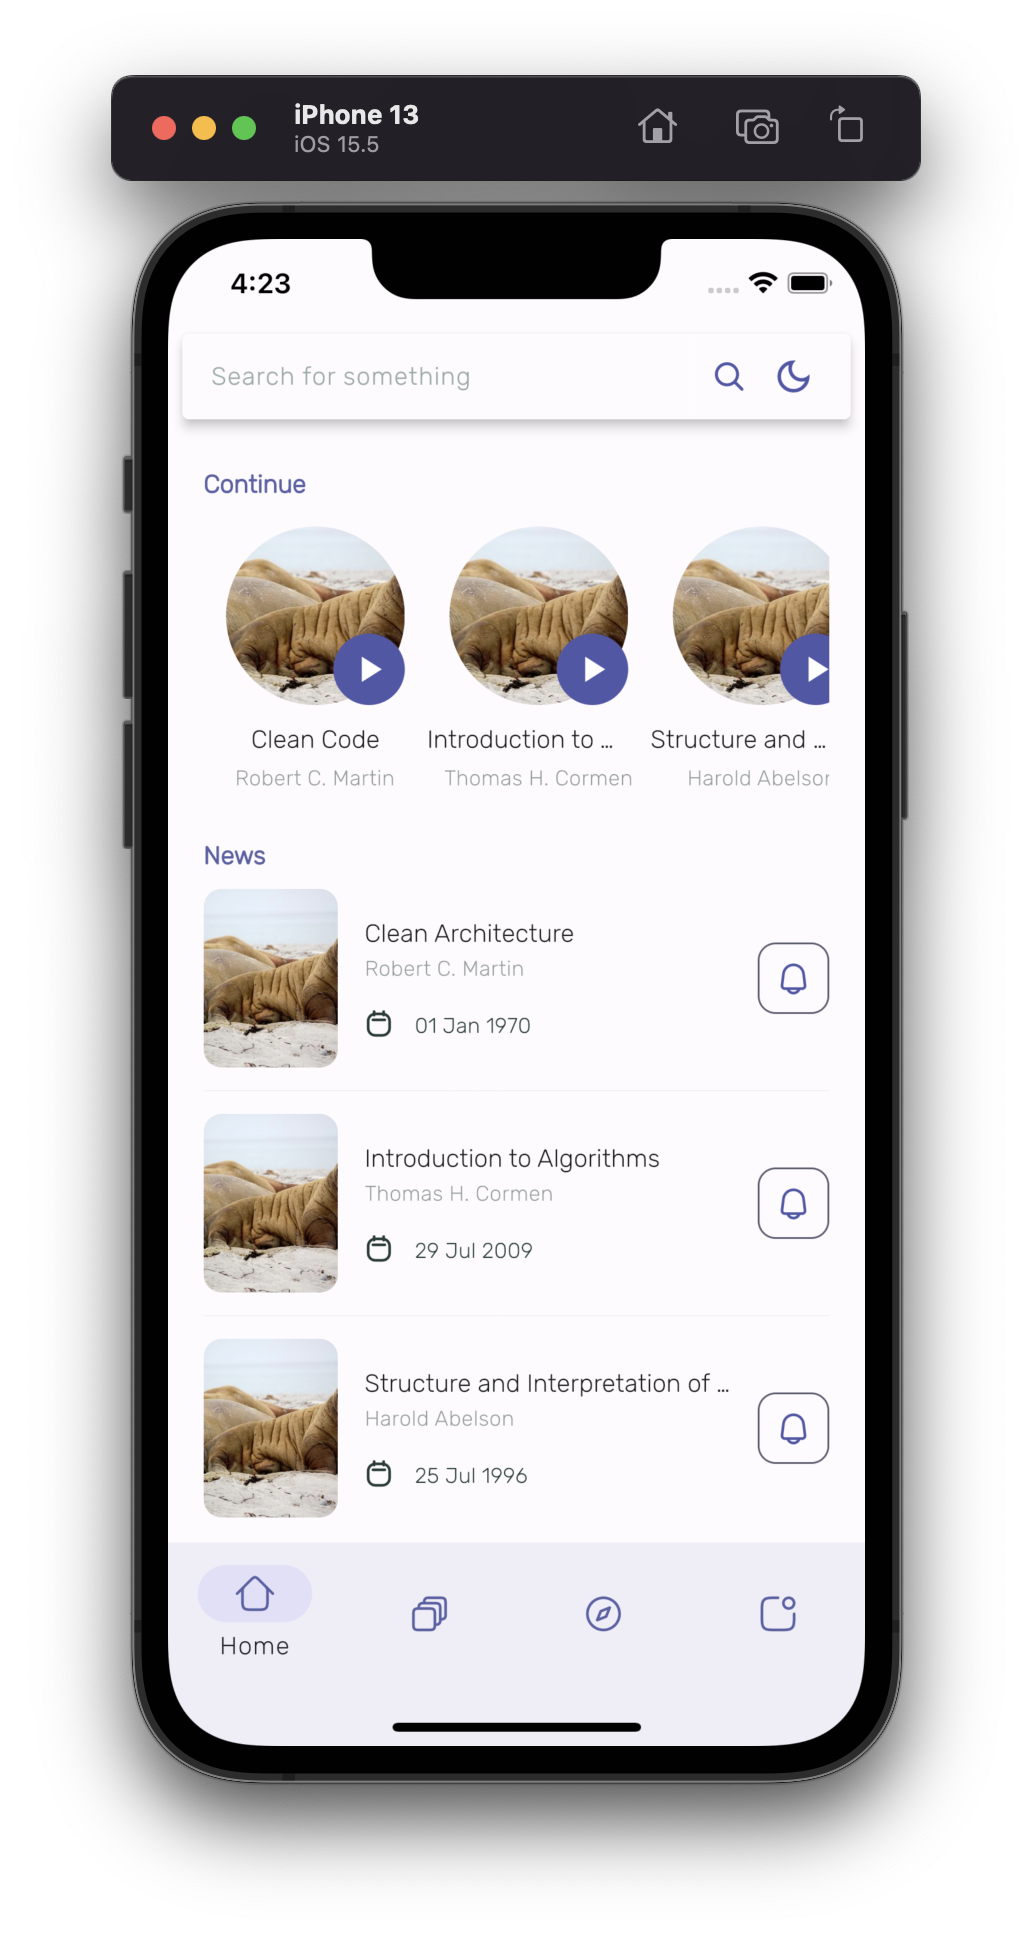 iPhone 13
iOS 15.5
4:23
Search for something
Continue
Clean Code
Robert C. Martin
Introduction to ...
Thomas H. Cormen
Structure and ...
Harold Abelson
News
Clean Architecture
Robert C. Martin
01 Jan 1970
Introduction to Algorithms
Thomas H. Cormen
29 Jul 2009
Structure and Interpretation of ...
Harold Abelson
25 Jul 1996
Home